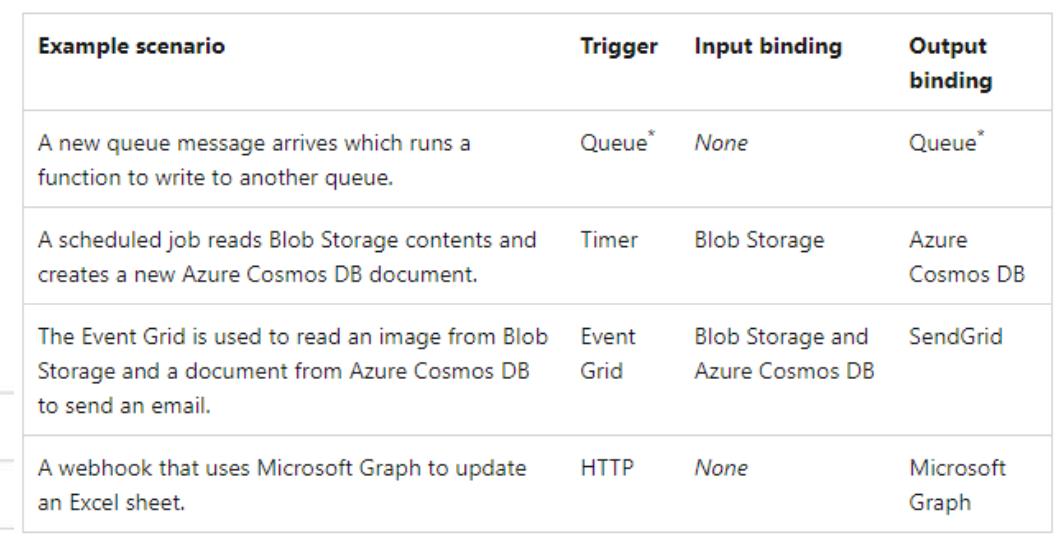 Example scenario Trigger Input binding Output
binding
A new queue message arrives which runs a Queue* None Queue*
function to write to another queue.
A scheduled job reads Blob Storage contents and Timer Blob Storage Azure
creates a new Azure Cosmos DB document. Cosmos DB
The Event Grid is used to read an image from Blob Event Blob Storage and SendGrid
Storage and a document from Azure Cosmos DB Grid Azure Cosmos DB
to send an email.
A webhook that uses Microsoft Graph to update HTTP None Microsoft
an Excel sheet. Graph